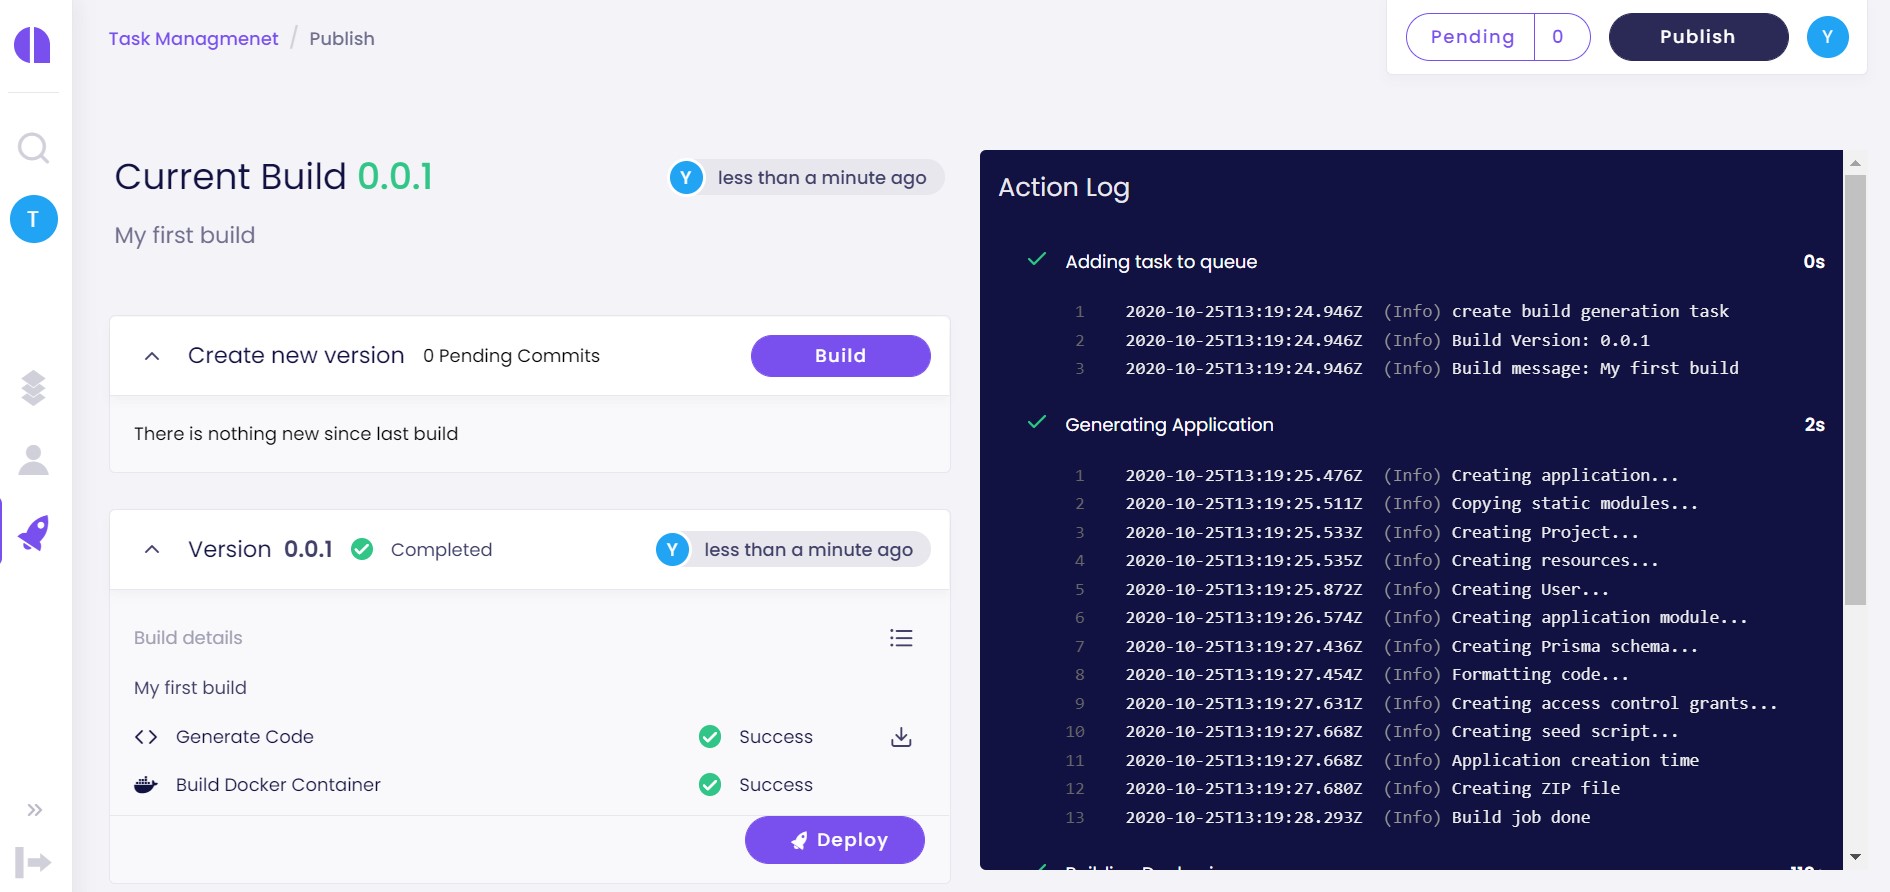 Task Managmenet / Publish
Pending 0
Publish
Y
T
Current Build 0.0.1
Y less than a minute ago
My first build
Create new version 0 Pending Commits
Build
There is nothing new since last build
Version 0.0.1 Completed
Y less than a minute ago
Build details
My first build
Generate Code Success
Build Docker Container Success
Deploy
Action Log
Adding task to queue 0s
1 2020-10-25T13:19:24.946Z (Info) create build generation task
2 2020-10-25T13:19:24.946Z (Info) Build Version: 0.0.1
3 2020-10-25T13:19:24.946Z (Info) Build message: My first build
Generating Application 2s
1 2020-10-25T13:19:25.476Z (Info) Creating application...
2 2020-10-25T13:19:25.511Z (Info) Copying static modules...
3 2020-10-25T13:19:25.533Z (Info) Creating Project...
4 2020-10-25T13:19:25.535Z (Info) Creating resources...
5 2020-10-25T13:19:25.872Z (Info) Creating User...
6 2020-10-25T13:19:26.574Z (Info) Creating application module...
7 2020-10-25T13:19:27.436Z (Info) Creating Prisma schema...
8 2020-10-25T13:19:27.454Z (Info) Formatting code...
9 2020-10-25T13:19:27.631Z (Info) Creating access control grants...
10 2020-10-25T13:19:27.668Z (Info) Creating seed script...
11 2020-10-25T13:19:27.668Z (Info) Application creation time
12 2020-10-25T13:19:27.680Z (Info) Creating ZIP file
13 2020-10-25T13:19:28.293Z (Info) Build job done